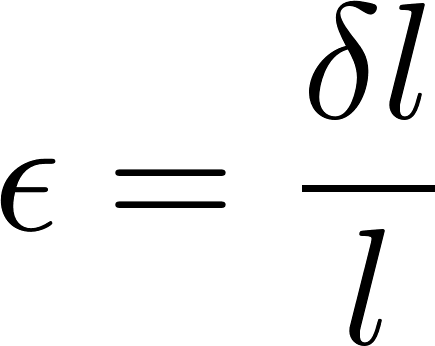 ϵ = δl / l